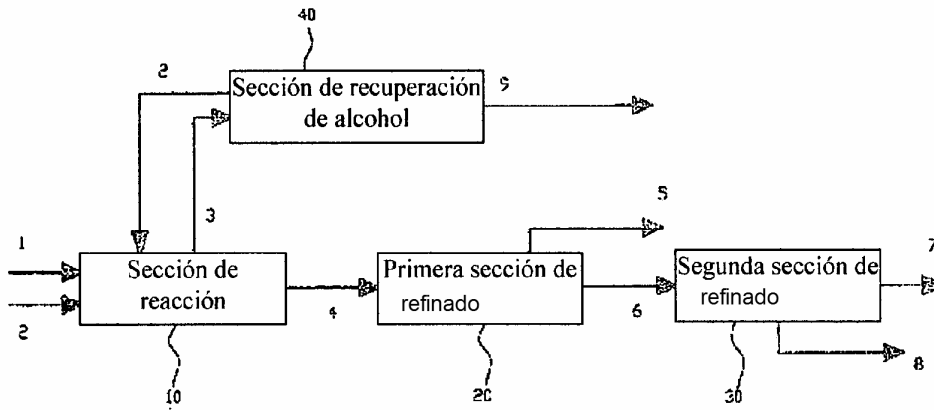 40
2
Sección de recuperación
de alcohol
9
3
5
1
Sección de
reacción
Primera sección de
refinado
Segunda sección de
refinado
7
2
4
6
8
10
20
30